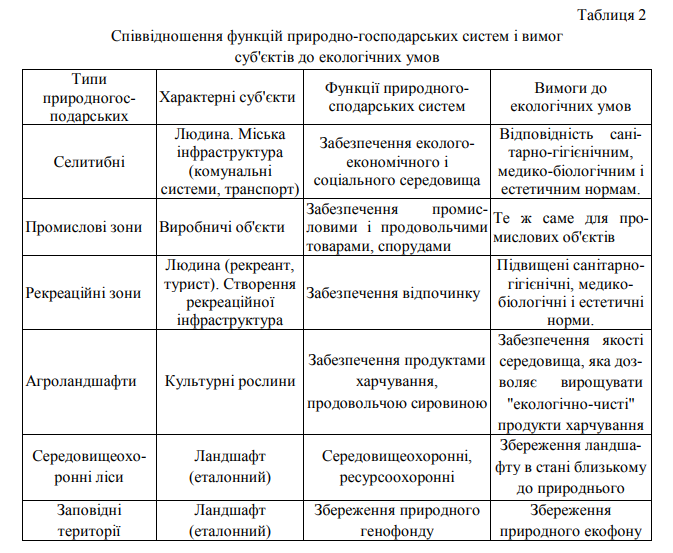 Таблиця 2
Співвідношення функцій природно-господарських систем і вимог
суб'єктів до екологічних умов
Типи
природногос-
подарських
Характерні суб'єкти
Функції природного-
сподарських систем
Вимоги до
екологічних умов
Селитибні
Людина. Міська
інфраструктура
(комунальні
системи, транспорт)
Забезпечення еколого-
економічного і
соціального середовища
Відповідність сані-
тарно-гігієнічним,
медико-біологічним і
естетичним нормам.
Промислові зони
Виробничі об'єкти
Забезпечення промис-
ловими і продовольчими
товарами, спорудами
Те ж саме для про-
мислових об'єктів
Рекреаційні зони
Людина (рекреант,
турист). Створення
рекреаційної
інфраструктура
Забезпечення відпочинку
Підвищені санітарно-
гігієнічні, медико-
біологічні і естетичні
норми.
Агроландшафти
Культурні рослини
Забезпечення продуктами
харчування,
продовольчою сировиною
Забезпечення якості
середовища, яка доз-
воляє вирощувати
"екологічно-чисті"
продукти харчування
Середовищеохо-
ронні ліси
Ландшафт
(еталонний)
Середовищеохоронні,
ресурсоохоронні
Збереження ландша-
фту в стані близькому
до природнього
Заповідні
території
Ландшафт
(еталонний)
Збереження природного
генофонду
Збереження
природного екофону